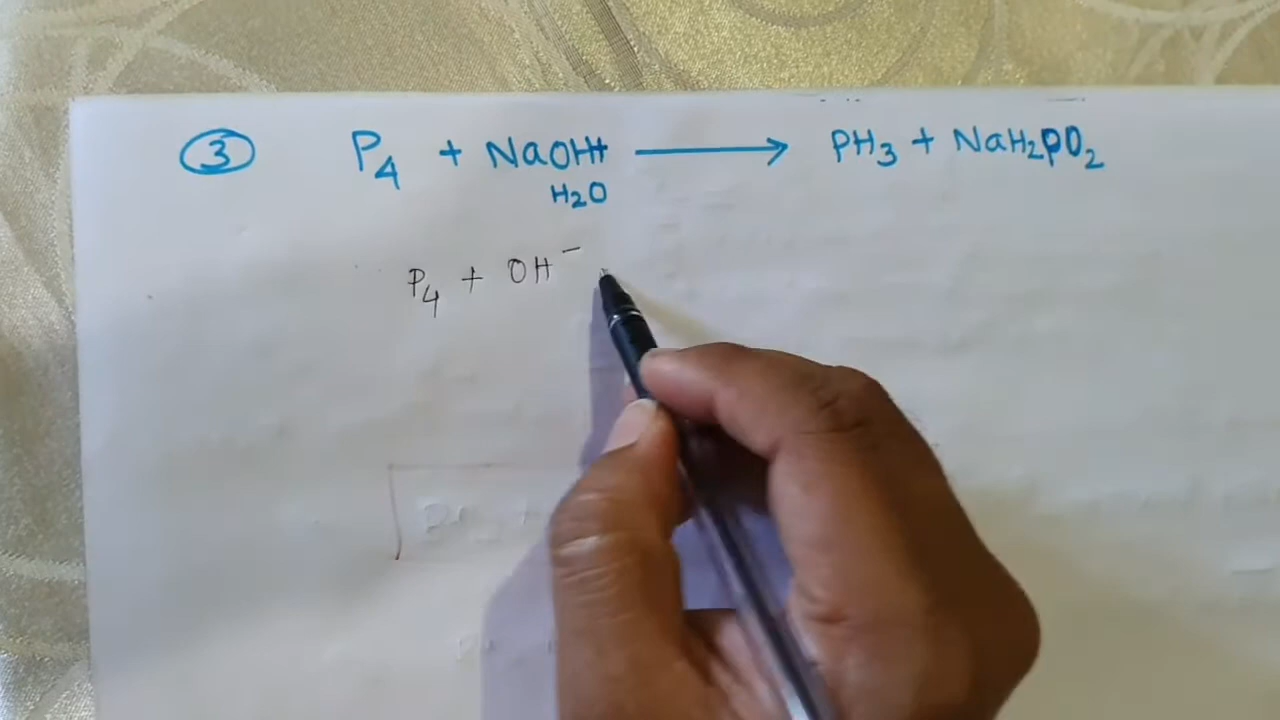 ③ P₄ + NaOH + ⟶ PH₃ + NaH₂PO₂
H₂O
P₄ + OH⁻